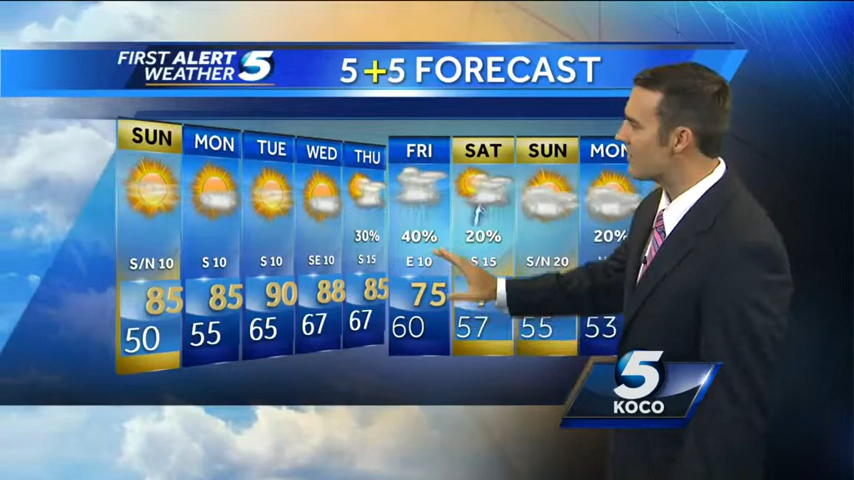 FIRST ALERT 5
WEATHER
5+5 FORECAST
SUN MON TUE WED THU FRI SAT SUN MON
30% 40% 20% 20%
S/N 10 S 10 S 10 SE 10 S 15 E 10 S 15 S/N 20
85 85 90 88 85 75
50 55 65 67 67 60 57 55 53
5
KOCO